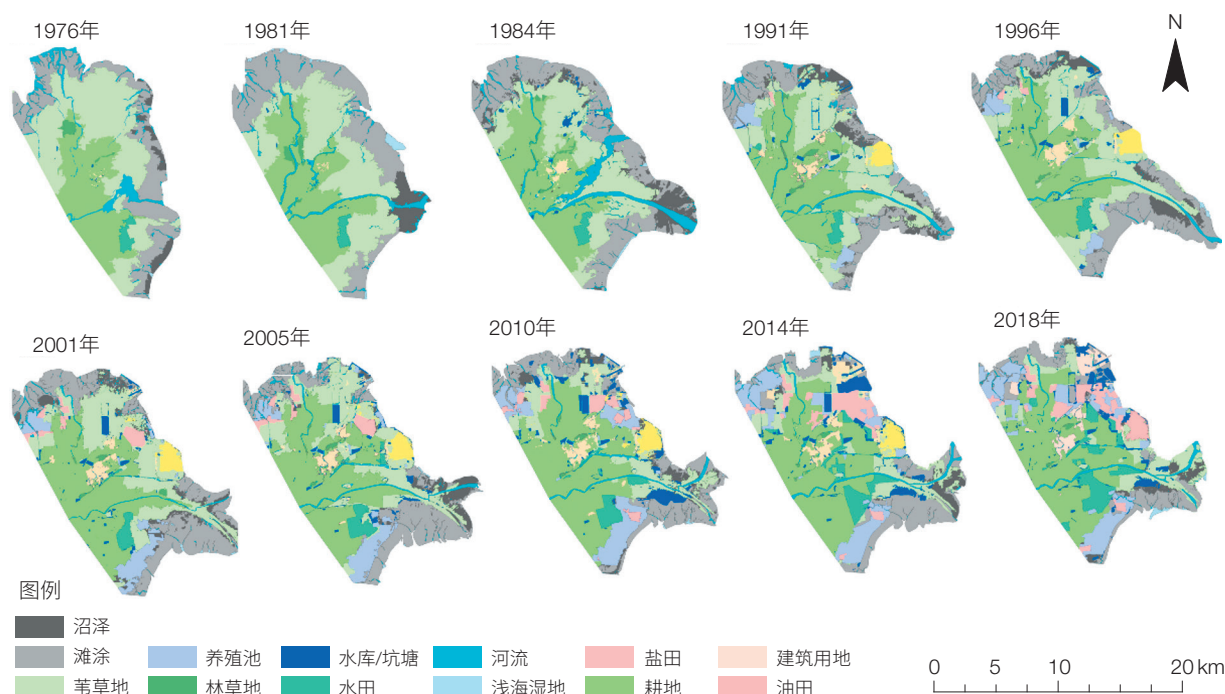 1976年 1981年 1984年 1991年 1996年 N
2001年 2005年 2010年 2014年 2018年
图例
沼泽
滩涂 养殖池 水库/坑塘 河流 盐田 建筑用地
苇草地 林草地 水田 浅海湿地 耕地 油田
0 5 10 20 km